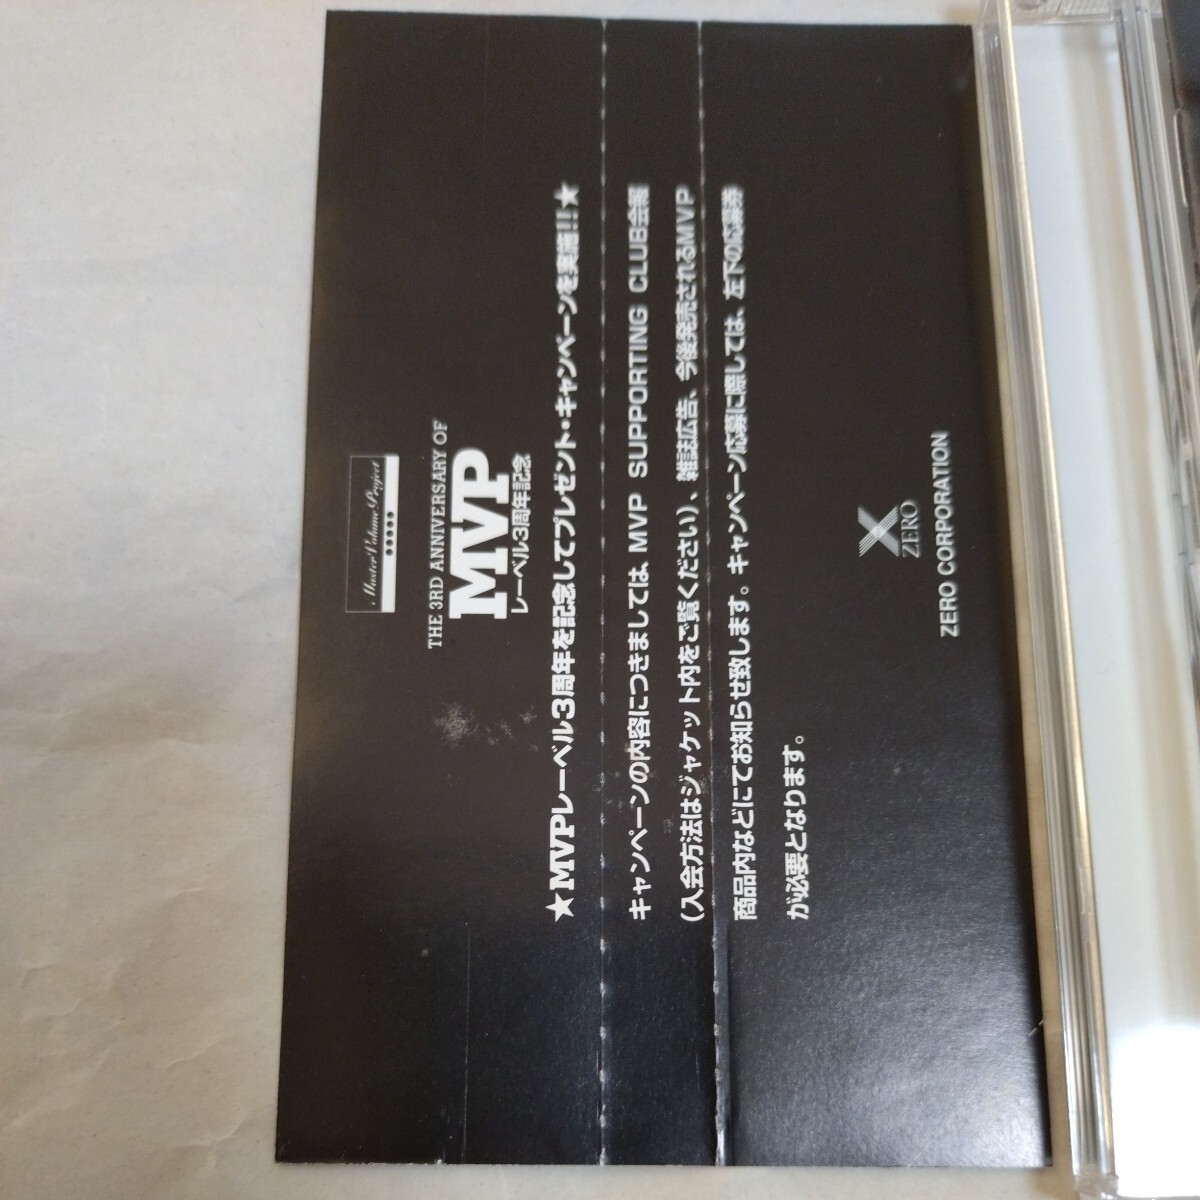 Master Volume Project
THE 3RD ANNIVERSARY OF
MVP
レーベル3周年記念
★MVPレーベル3周年を記念してプレゼント・キャンペーンを実施!!★
キャンペーンの内容につきましては、MVP SUPPORTING CLUB会報
(入会方法はジャケット内をご覧ください)、雑誌広告、今後発売されるMVP
商品内などにてお知らせ致します。キャンペーン応募に際しては、左下の応募券
が必要となります。
ZERO
ZERO CORPORATION